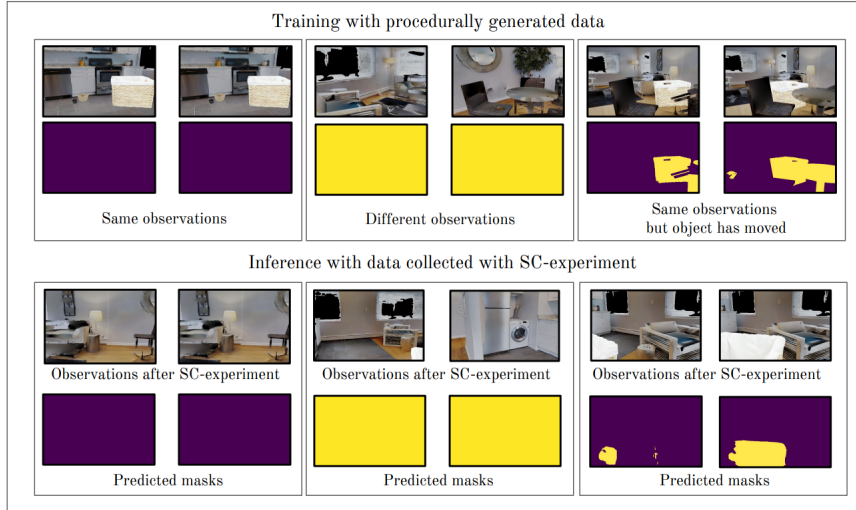 Training with procedurally generated data
Same observations
Different observations
Same observations
but object has moved
Inference with data collected with SC-experiment
Observations after SC-experiment
Observations after SC-experiment
Observations after SC-experiment
Predicted masks
Predicted masks
Predicted masks